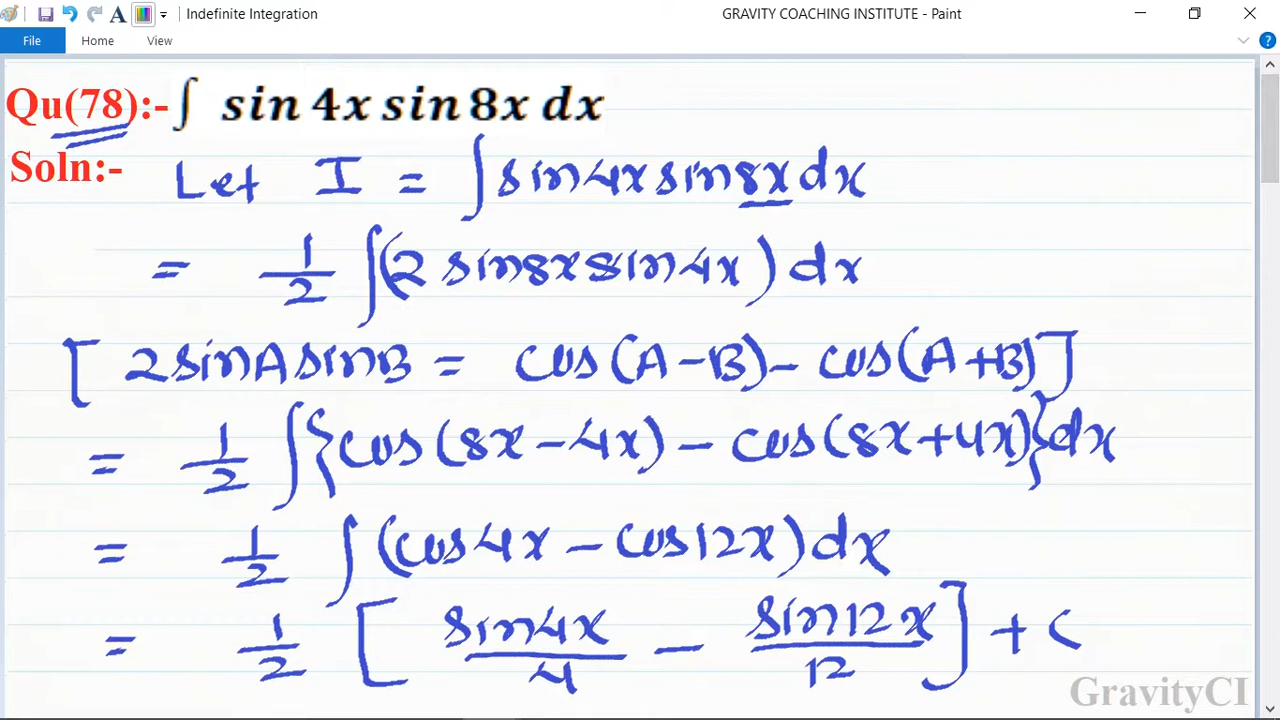 Indefinite Integration GRAVITY COACHING INSTITUTE - Paint
File Home View
Qu(78):- ∫ sin 4x sin 8x dx
Soln:- Let I = ∫ sin4x sin8x dx
= 1/2 ∫(2 sin8x sin4x) dx
[ 2sinAsinB = cos(A-B) - cos(A+B)]
= 1/2 ∫{cos(8x-4x) - cos(8x+4x)}dx
= 1/2 ∫ (cos4x - cos12x)dx
= 1/2 [ sin4x/4 - sin12x/12 ] + C
GravityCI